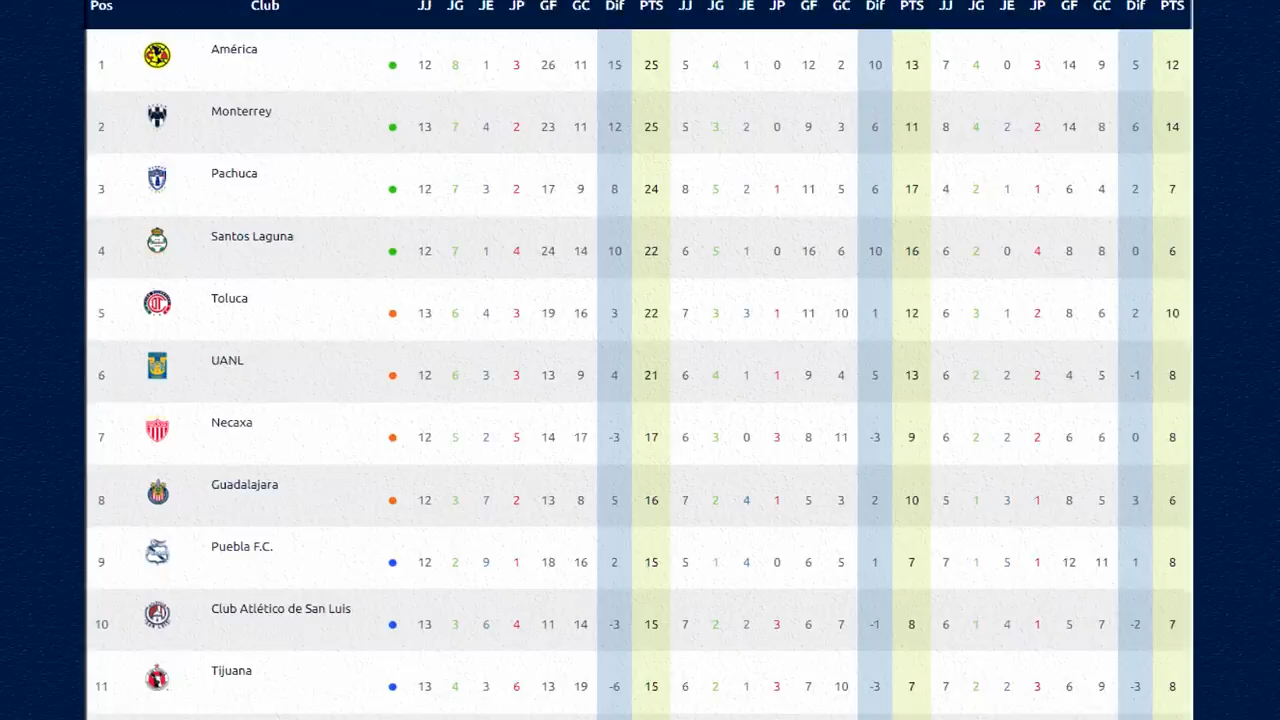 Pos Club JJ JG JE JP GF GC Dif PTS JJ JG JE JP GF GC Dif PTS JJ JG JE JP GF GC Dif PTS
1 América 12 8 1 3 26 11 15 25 5 4 1 0 12 2 10 13 7 4 0 3 14 9 5 12
2 Monterrey 13 7 4 2 23 11 12 25 5 3 2 0 9 3 6 11 8 4 2 2 14 8 6 14
3 Pachuca 12 7 3 2 17 9 8 24 8 5 2 1 11 5 6 17 4 2 1 1 6 4 2 7
4 Santos Laguna 12 7 1 4 24 14 10 22 6 5 1 0 16 6 10 16 6 2 0 4 8 8 0 6
5 Toluca 13 6 4 3 19 16 3 22 7 3 3 1 11 10 1 12 6 3 1 2 8 6 2 10
6 UANL 12 6 3 3 13 9 4 21 6 4 1 1 9 4 5 13 6 2 2 2 4 5 -1 8
7 Necaxa 12 5 2 5 14 17 -3 17 6 3 0 3 8 11 -3 9 6 2 2 2 6 6 0 8
8 Guadalajara 12 3 7 2 13 8 5 16 7 2 4 1 5 3 2 10 5 1 3 1 8 5 3 6
9 Puebla F.C. 12 2 9 1 18 16 2 15 5 1 4 0 6 5 1 7 7 1 5 1 12 11 1 8
10 Club Atlético de San Luis 13 3 6 4 11 14 -3 15 7 2 2 3 6 7 -1 8 6 1 4 1 5 7 -2 7
11 Tijuana 13 4 3 6 13 19 -6 15 6 2 1 3 7 10 -3 7 7 2 2 3 6 9 -3 8